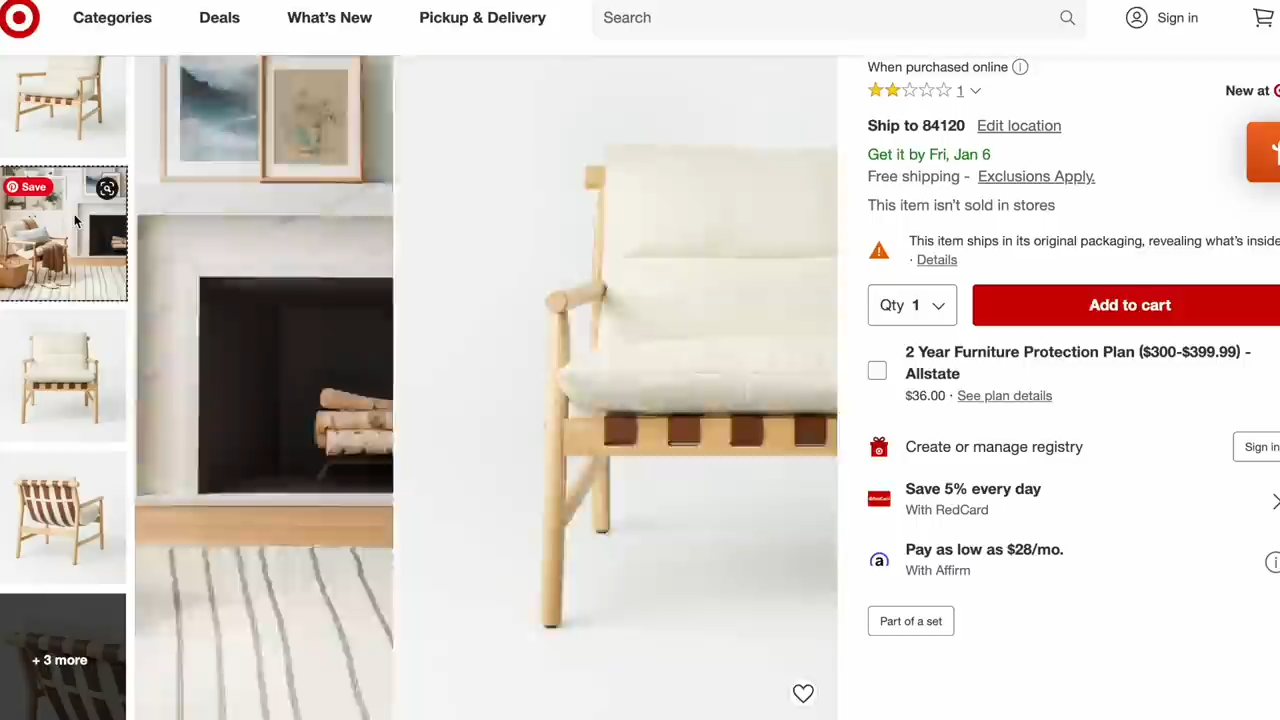 Categories
Deals
What's New
Pickup & Delivery
Search
Sign in
When purchased online
1
New at
Ship to 84120 Edit location
Get it by Fri, Jan 6
Free shipping - Exclusions Apply.
This item isn't sold in stores
This item ships in its original packaging, revealing what's inside
· Details
Qty 1
Add to cart
2 Year Furniture Protection Plan ($300-$399.99) -
Allstate
$36.00 · See plan details
Create or manage registry
Sign in
Save 5% every day
With RedCard
a
Pay as low as $28/mo.
With Affirm
Part of a set
Save
+ 3 more